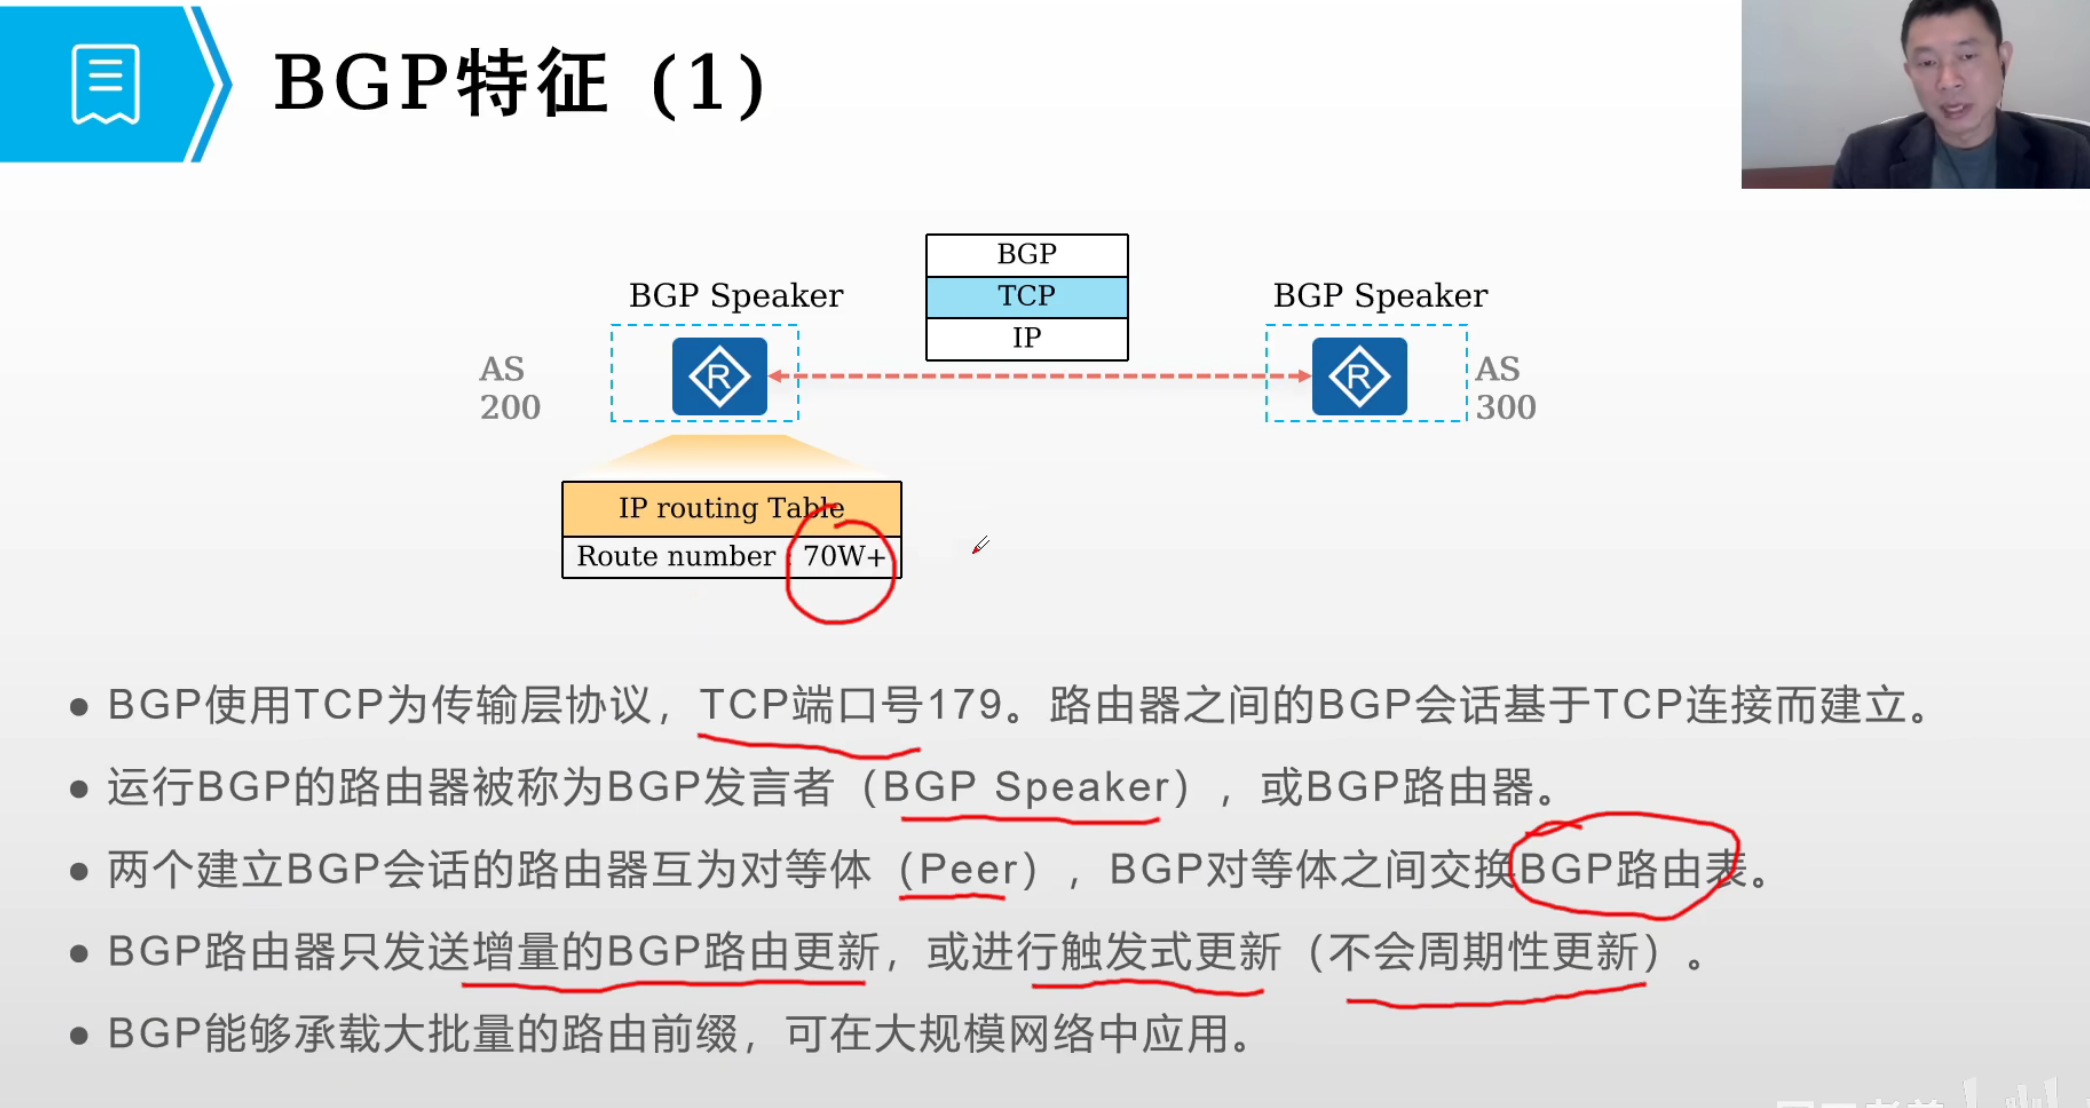 BGP特征（1）
BGP
TCP
IP
BGP Speaker
BGP Speaker
AS
200
AS
300
IP routing Table
Route number 70W+
BGP使用TCP为传输层协议，TCP端口号179。路由器之间的BGP会话基于TCP连接而建立。
运行BGP的路由器被称为BGP发言者（BGP Speaker），或BGP路由器。
两个建立BGP会话的路由器互为对等体（Peer），BGP对等体之间交换BGP路由表。
BGP路由器只发送增量的BGP路由更新，或进行触发式更新（不会周期性更新）。
BGP能够承载大批量的路由前缀，可在大规模网络中应用。